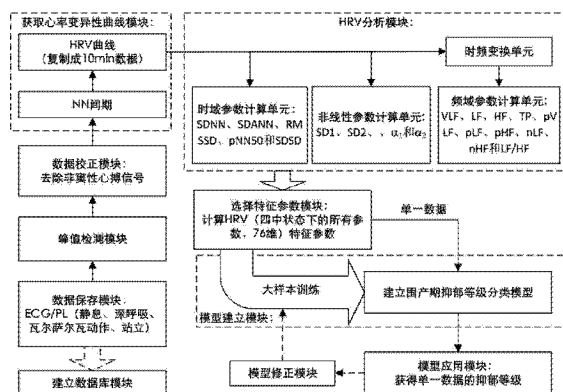 获取心率变异性曲线模块:
HRV曲线
(复制成10min数据)
NN间期
数据校正模块:
去除非窦性心搏信号
峰值检测模块
数据保存模块:
ECG/PL(静息、深呼吸、
瓦尔萨尔瓦动作、站立)
建立数据库模块
HRV分析模块:
时频变换单元
时域参数计算单元:
SDNN、SDANN、RM
SSD、pNN50和SDSD
非线性参数计算单元:
SD1、SD2、、α1和α2
频域参数计算单元:
VLF、LF、HF、TP、pV
LF、pLF、pHF、nLF、
nHF和LF/HF
选择特征参数模块:
计算HRV(四中状态下的所有参
数,76维)特征参数
单一数据
大样本训练
建立围产期抑郁等级分类模型
模型建立模块:
模型修正模块
模型应用模块:
获得单一数据的抑郁等级